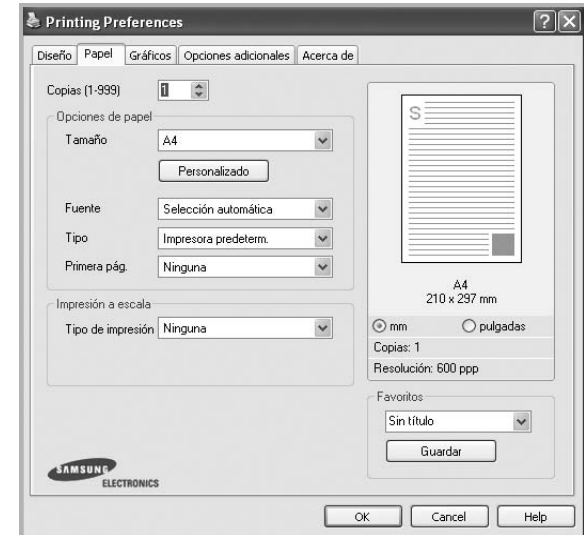 Printing Preferences
Diseño Papel Gráficos Opciones adicionales Acerca de
Copias (1-999) 1
Opciones de papel
Tamaño A4
Personalizado
Fuente Selección automática
Tipo Impresora predeterm.
Primera pág. Ninguna
Impresión a escala
Tipo de impresión Ninguna
SAMSUNG
ELECTRONICS
S
A4
210 x 297 mm
mm pulgadas
Copias: 1
Resolución: 600 ppp
Favoritos
Sin título
Guardar
OK Cancel Help